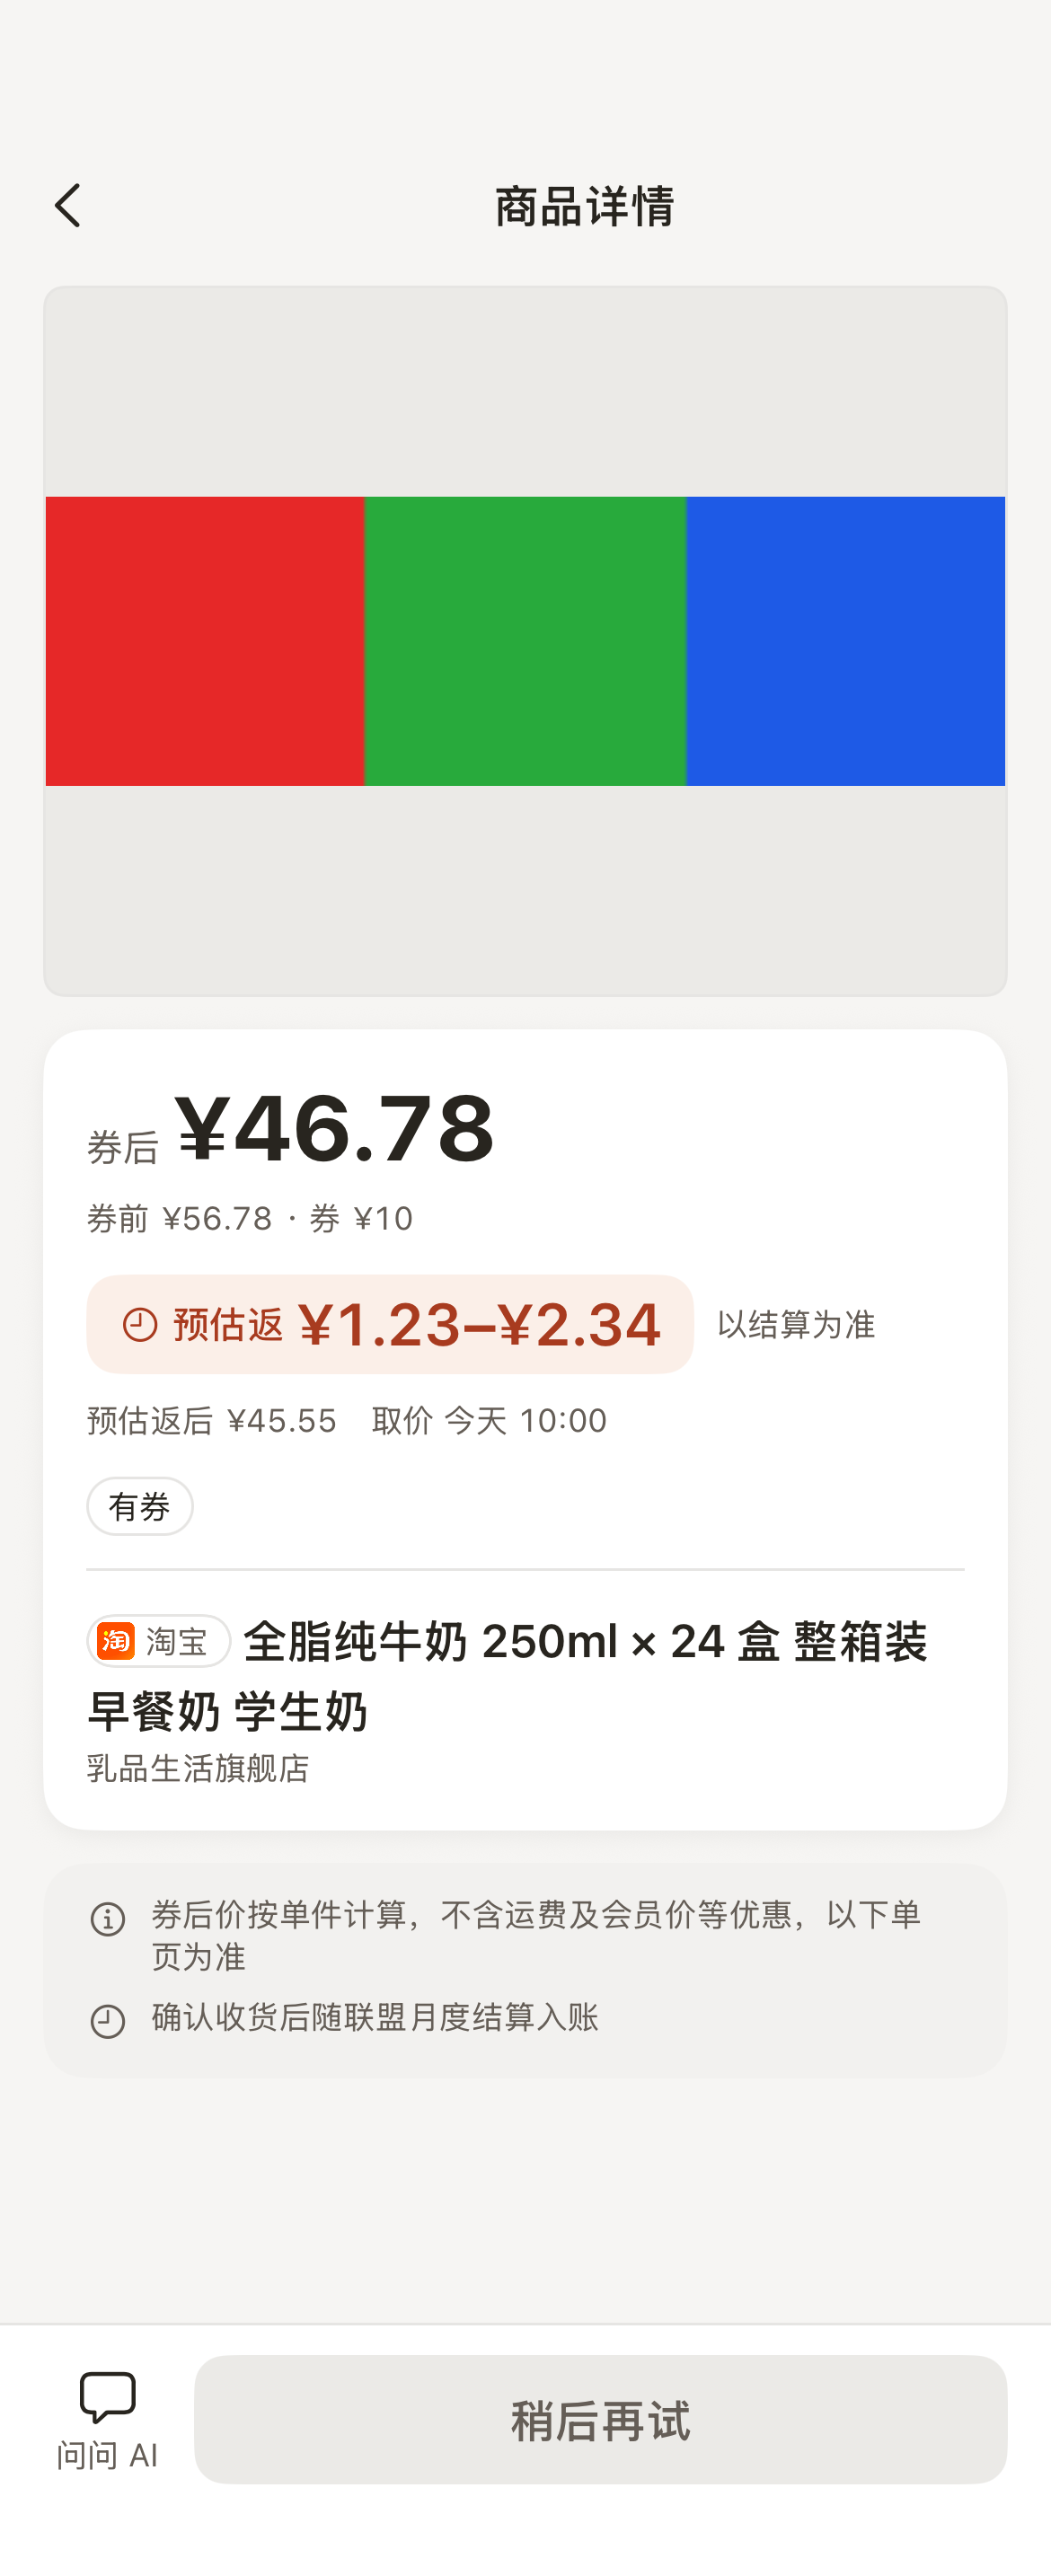 商品详情
券后 ¥46.78
券前 ¥56.78 · 券 ¥10
预估返 ¥1.23–¥2.34 以结算为准
预估返后 ¥45.55 取价 今天 10:00
有券
淘 淘宝 全脂纯牛奶 250ml × 24 盒 整箱装
早餐奶 学生奶
乳品生活旗舰店
券后价按单件计算，不含运费及会员价等优惠，以下单
页为准
确认收货后随联盟月度结算入账
问问 AI
稍后再试